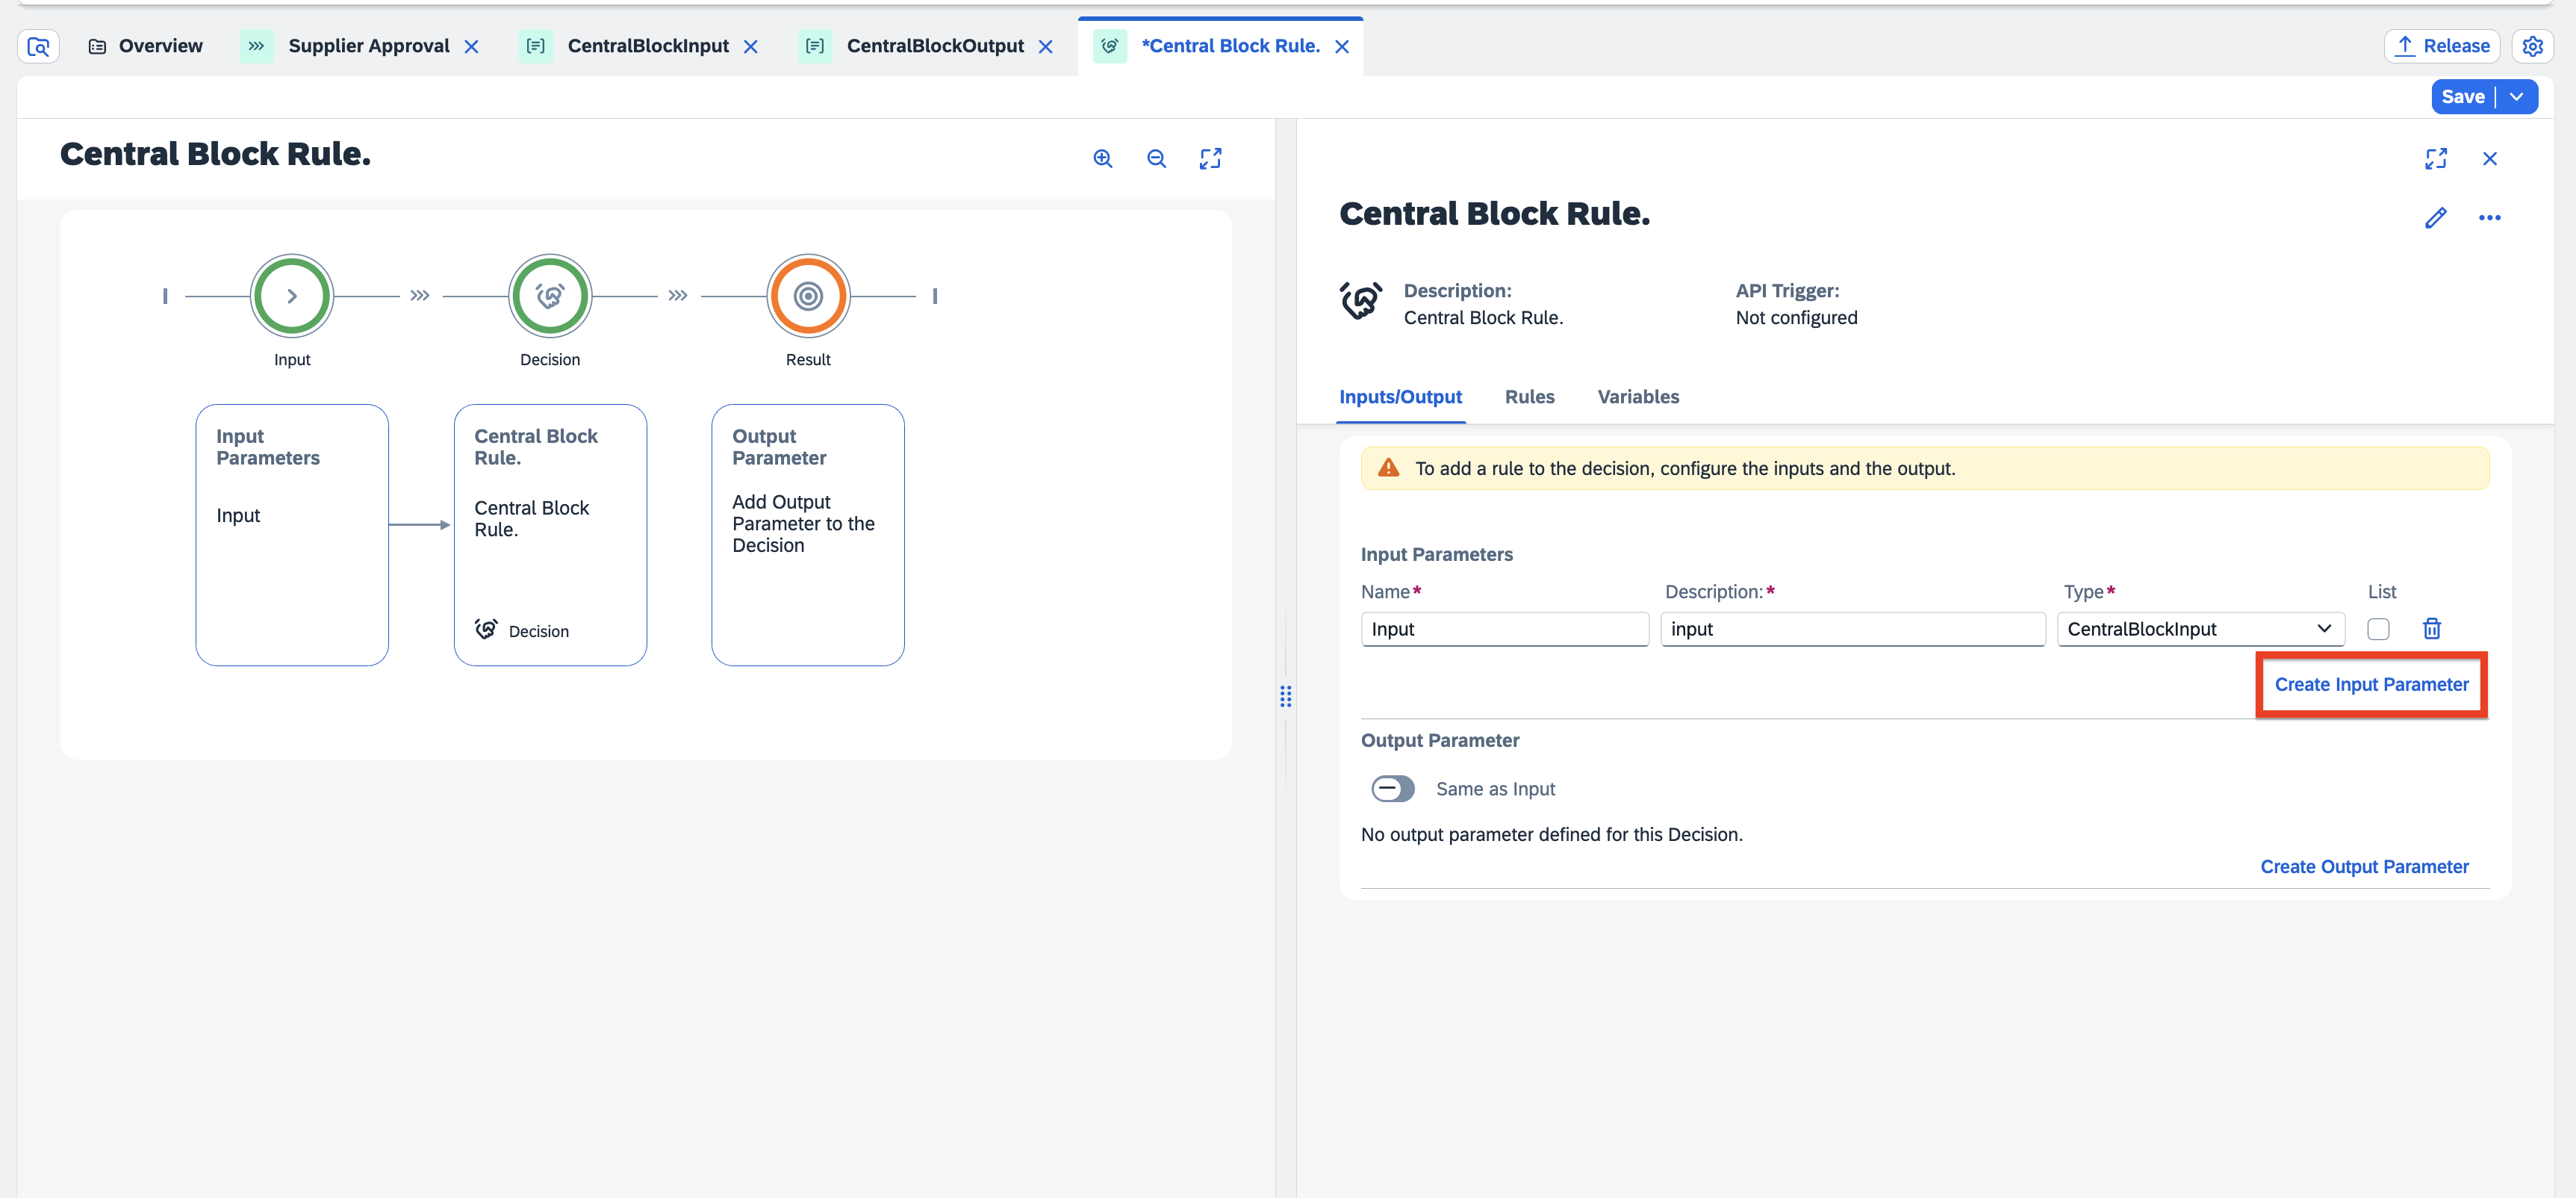 Overview
Supplier Approval
CentralBlockInput
CentralBlockOutput
*Central Block Rule.
Release
Save
Central Block Rule.
Input
Decision
Result
Input
Parameters
Input
Central Block
Rule.
Central Block
Rule.
Decision
Output
Parameter
Add Output
Parameter to the
Decision
Central Block Rule.
Description:
Central Block Rule.
API Trigger:
Not configured
Inputs/Output
Rules
Variables
To add a rule to the decision, configure the inputs and the output.
Input Parameters
Name* Description:* Type* List
Input input CentralBlockInput
Create Input Parameter
Output Parameter
Same as Input
No output parameter defined for this Decision.
Create Output Parameter